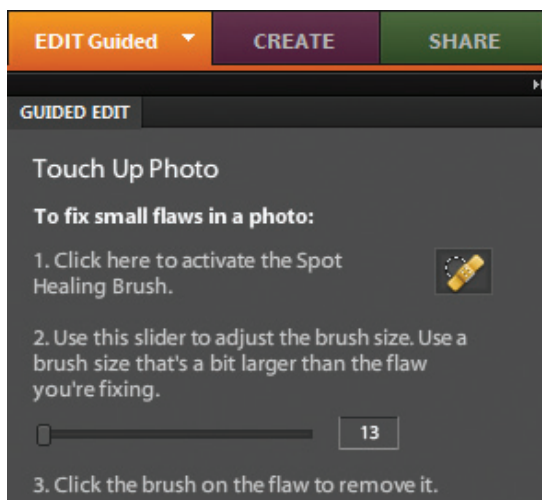 EDIT Guided CREATE SHARE
GUIDED EDIT
Touch Up Photo
To fix small flaws in a photo:
1. Click here to activate the Spot
Healing Brush.
2. Use this slider to adjust the brush size. Use a
brush size that's a bit larger than the flaw
you're fixing.
13
3. Click the brush on the flaw to remove it.